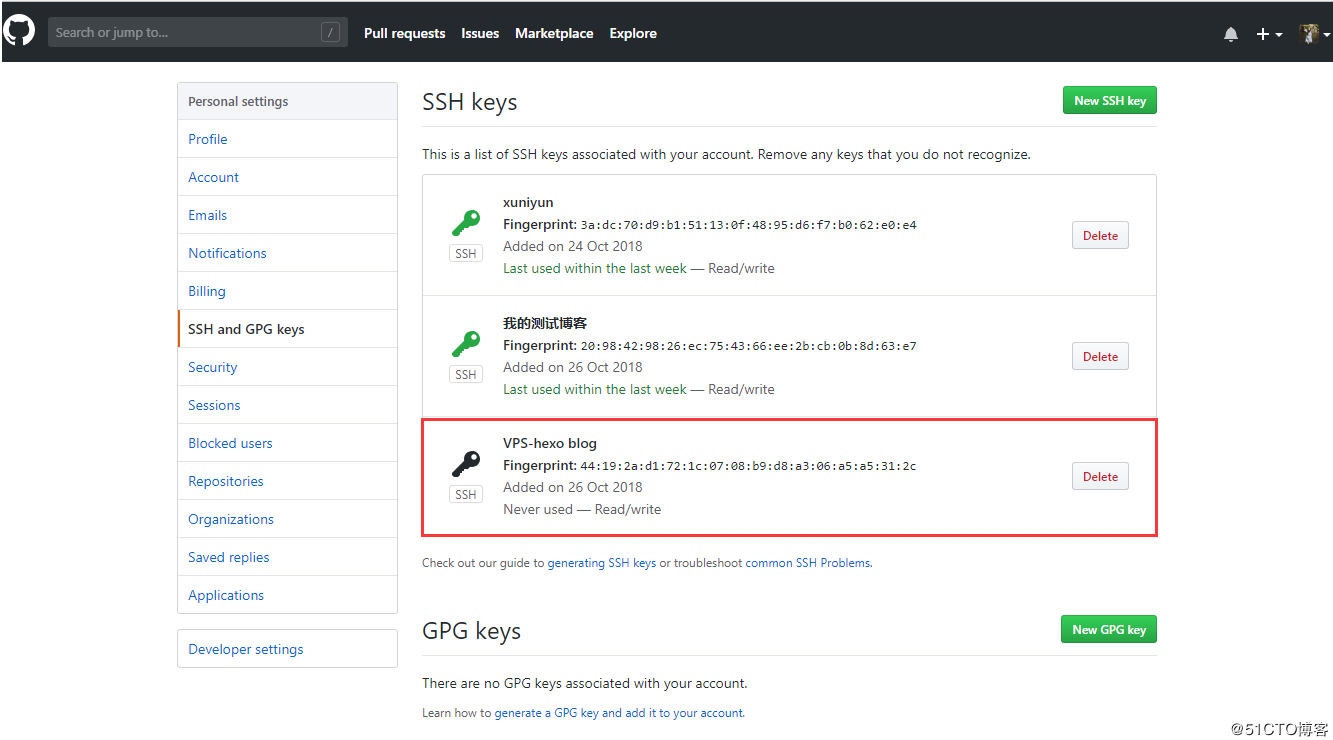 Search or jump to... /
Pull requests Issues Marketplace Explore
Personal settings
Profile
Account
Emails
Notifications
Billing
SSH and GPG keys
Security
Sessions
Blocked users
Repositories
Organizations
Saved replies
Applications
Developer settings
SSH keys
New SSH key
This is a list of SSH keys associated with your account. Remove any keys that you do not recognize.
SSH
xuniyun
Fingerprint: 3a:dc:70:d9:b1:51:13:0f:48:95:d6:f7:b0:62:e0:e4
Added on 24 Oct 2018
Last used within the last week — Read/write
Delete
SSH
我的测试博客
Fingerprint: 20:98:42:98:26:ec:75:43:66:ee:2b:cb:0b:8d:63:e7
Added on 26 Oct 2018
Last used within the last week — Read/write
Delete
SSH
VPS-hexo blog
Fingerprint: 44:19:2a:d1:72:1c:07:08:b9:d8:a3:06:a5:a5:31:2c
Added on 26 Oct 2018
Never used — Read/write
Delete
Check out our guide to generating SSH keys or troubleshoot common SSH Problems.
GPG keys
New GPG key
There are no GPG keys associated with your account.
Learn how to generate a GPG key and add it to your account.
@51CTO博客